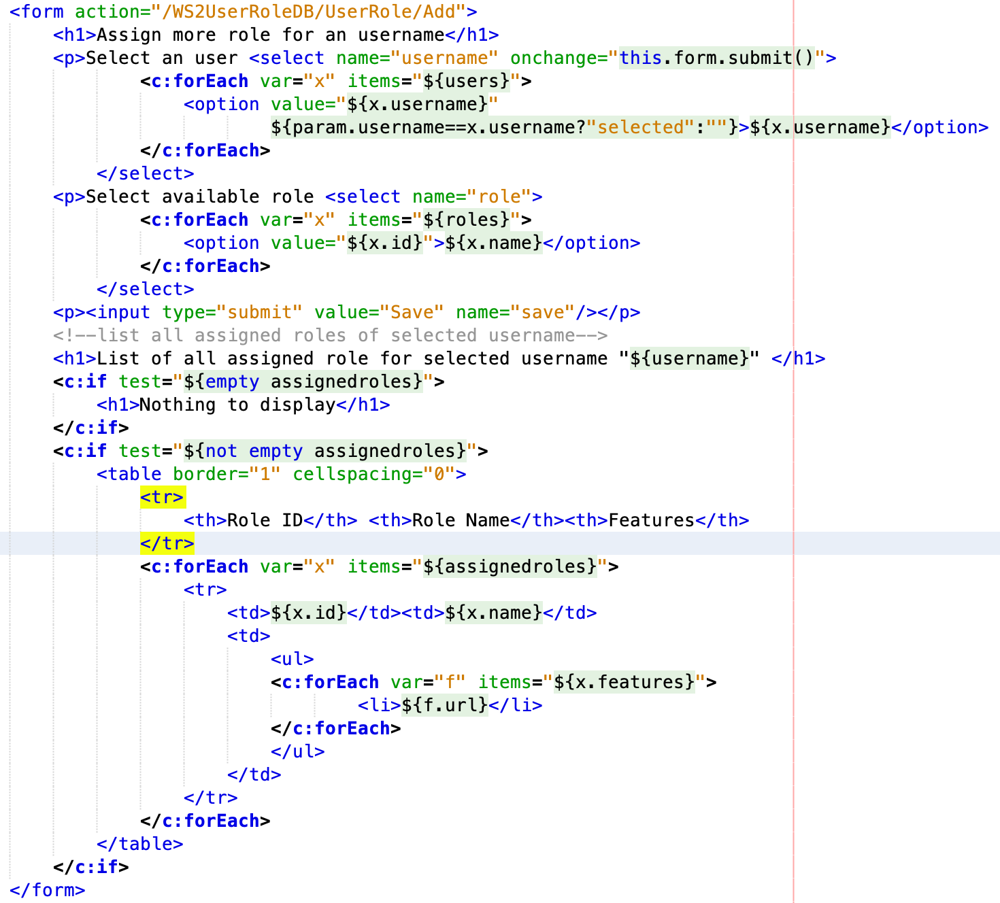 <form action="/WS2UserRoleDB/UserRole/Add">
    <h1>Assign more role for an username</h1>
    <p>Select an user <select name="username" onchange="this.form.submit()">
            <c:forEach var="x" items="${users}">
                <option value="${x.username}"
                        ${param.username==x.username?"selected":""}>${x.username}</option>
            </c:forEach>
        </select>
    <p>Select available role <select name="role">
            <c:forEach var="x" items="${roles}">
                <option value="${x.id}">${x.name}</option>
            </c:forEach>
        </select>
    <p><input type="submit" value="Save" name="save"/></p>
    <!--list all assigned roles of selected username-->
    <h1>List of all assigned role for selected username "${username}" </h1>
    <c:if test="${empty assignedroles}">
        <h1>Nothing to display</h1>
    </c:if>
    <c:if test="${not empty assignedroles}">
        <table border="1" cellspacing="0">
            <tr>
                <th>Role ID</th> <th>Role Name</th><th>Features</th>
            </tr>
            <c:forEach var="x" items="${assignedroles}">
                <tr>
                    <td>${x.id}</td><td>${x.name}</td>
                    <td>
                        <ul>
                        <c:forEach var="f" items="${x.features}">
                                <li>${f.url}</li>
                        </c:forEach>
                        </ul>
                    </td>
                </tr>
            </c:forEach>
        </table>
    </c:if>
</form>